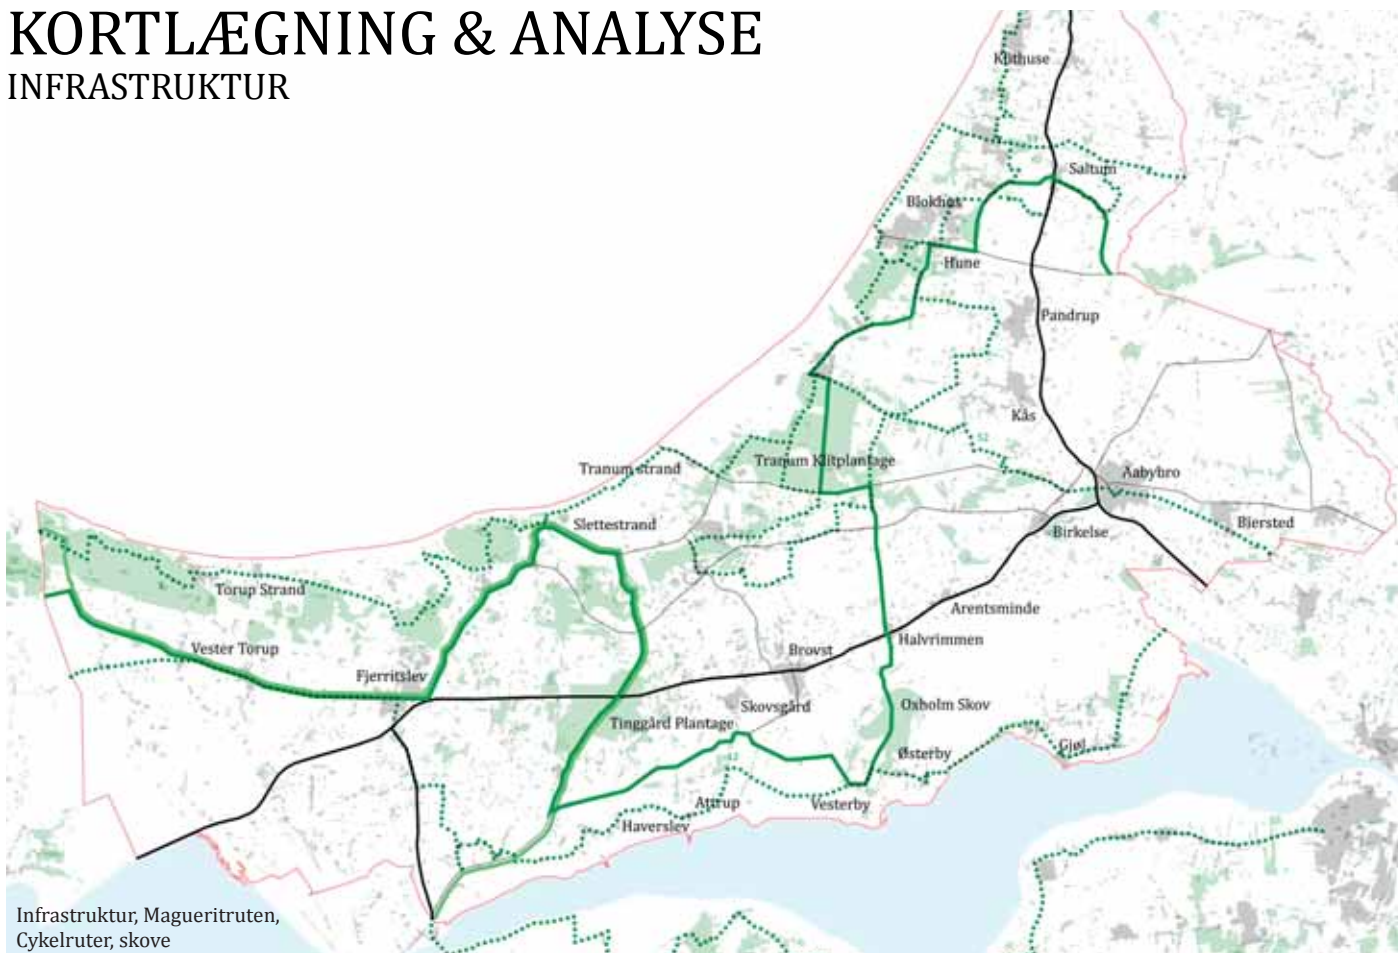 KORTLÆGNING & ANALYSE
INFRASTRUKTUR
Klithuse
Saltum
Blokhus
Hune
Pandrup
Kås
52
Tranum strand
Tranum Klitplantage
Aabybro
Slettestrand
Birkelse
Biersted
Torup Strand
Arentsminde
Vester Torup
Brovst
Halvrimmen
Fjerritslev
Skovsgård
Oxholm Skov
Tinggård Plantage
Østerby
Gjøl
12
Attrup
Vesterby
Haverslev
Infrastruktur, Magueritruten,
Cykelruter, skove